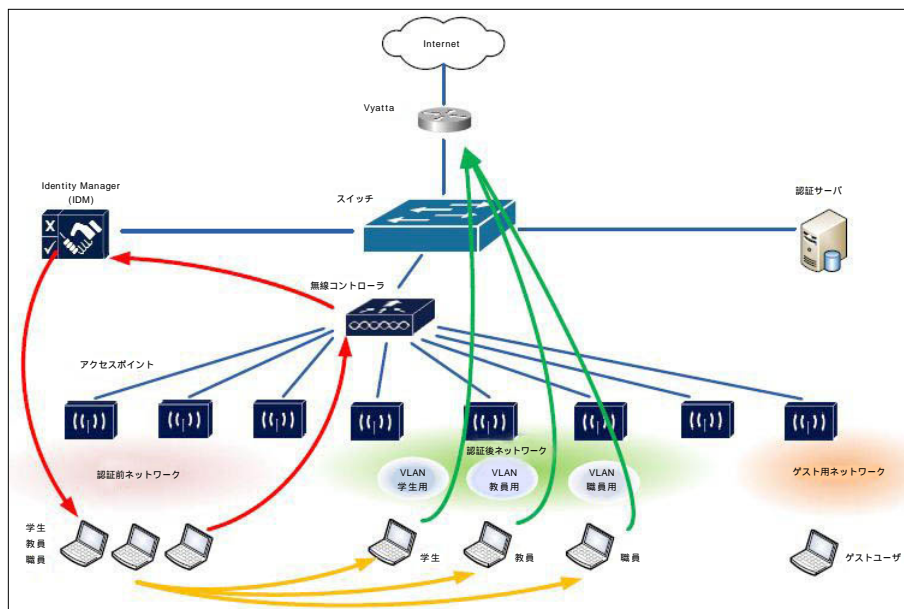 Internet
Vyatta
Identity Manager
(IDM)
スイッチ
認証サーバ
無線コントローラ
アクセスポイント
認証前ネットワーク
認証後ネットワーク
VLAN
学生用
VLAN
教員用
VLAN
職員用
ゲスト用ネットワーク
学生
教員
職員
学生
教員
職員
ゲストユーザ